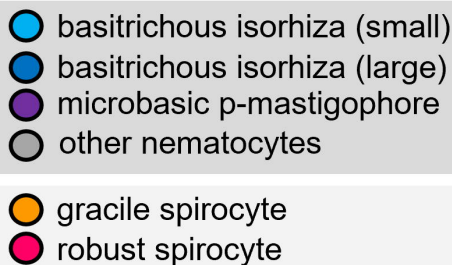 basitrichous isorhiza (small)
basitrichous isorhiza (large)
microbasic p-mastigophore
other nematocytes
gracile spirocyte
robust spirocyte